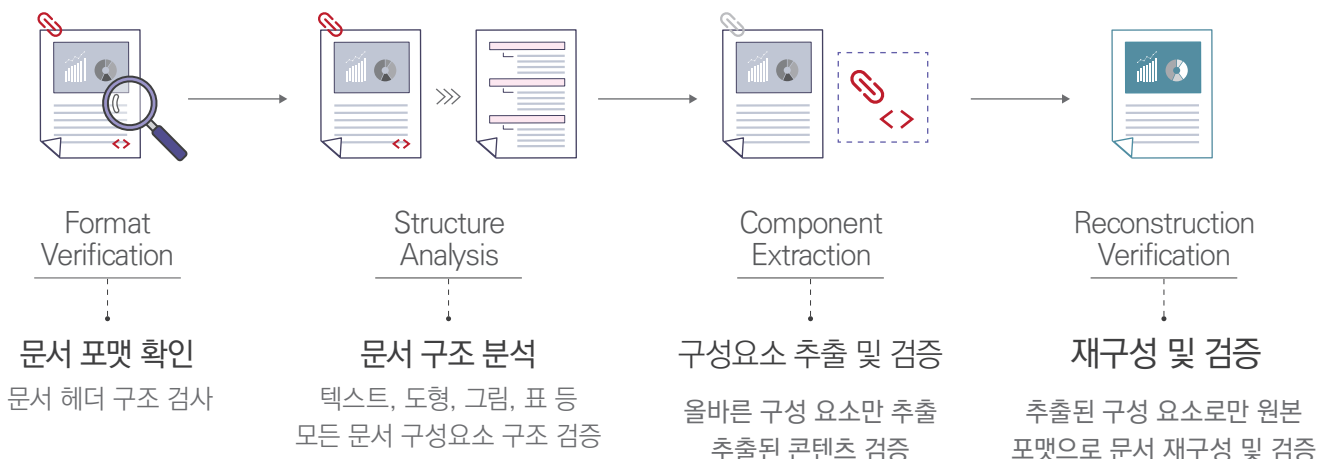 Format
Verification
문서 포맷 확인
문서 헤더 구조 검사
Structure
Analysis
문서 구조 분석
텍스트, 도형, 그림, 표 등
모든 문서 구성요소 구조 검증
Component
Extraction
구성요소 추출 및 검증
올바른 구성 요소만 추출
추출된 콘텐츠 검증
Reconstruction
Verification
재구성 및 검증
추출된 구성 요소로만 원본
포맷으로 문서 재구성 및 검증